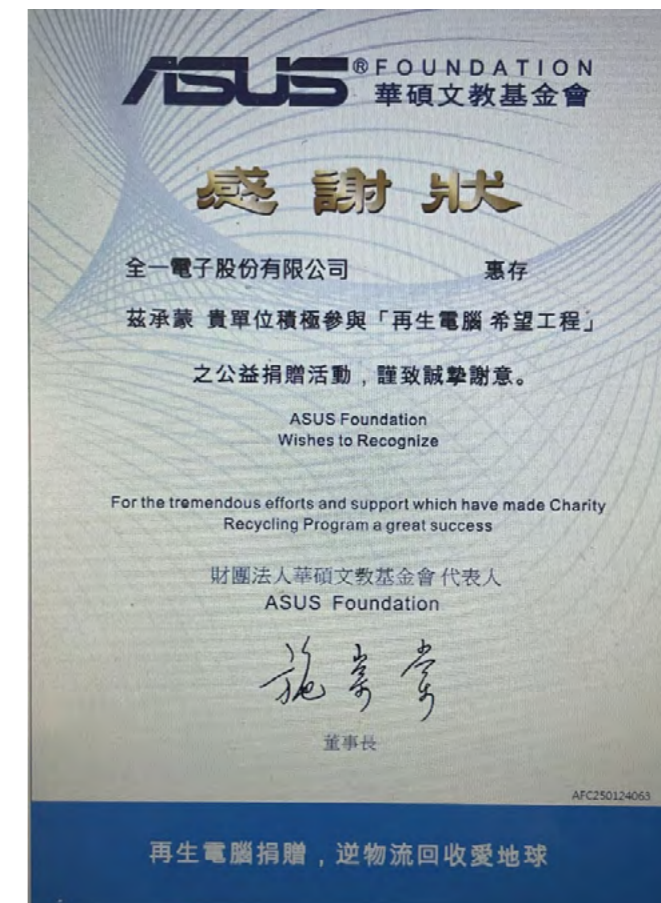 ASUS® FOUNDATION
華碩文教基金會
感謝狀
全一電子股份有限公司 惠存
茲承蒙 貴單位積極參與「再生電腦 希望工程」
之公益捐贈活動，謹致誠摯謝意。
ASUS Foundation
Wishes to Recognize
For the tremendous efforts and support which have made Charity
Recycling Program a great success
財團法人華碩文教基金會 代表人
ASUS Foundation
施崇棠
董事長
AFC250124063
再生電腦捐贈，逆物流回收愛地球